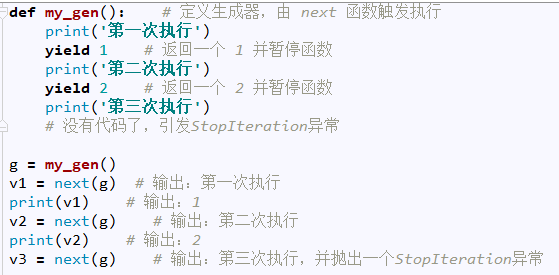 def my_gen():     # 定义生成器，由 next 函数触发执行
    print('第一次执行')
    yield 1    # 返回一个 1 并暂停函数
    print('第二次执行')
    yield 2    # 返回一个 2 并暂停函数
    print('第三次执行')
    # 没有代码了，引发StopIteration异常

g = my_gen()
v1 = next(g)  # 输出：第一次执行
print(v1)     # 输出：1
v2 = next(g)     # 输出：第二次执行
print(v2)    # 输出：2
v3 = next(g)     # 输出：第三次执行，并抛出一个StopIteration异常